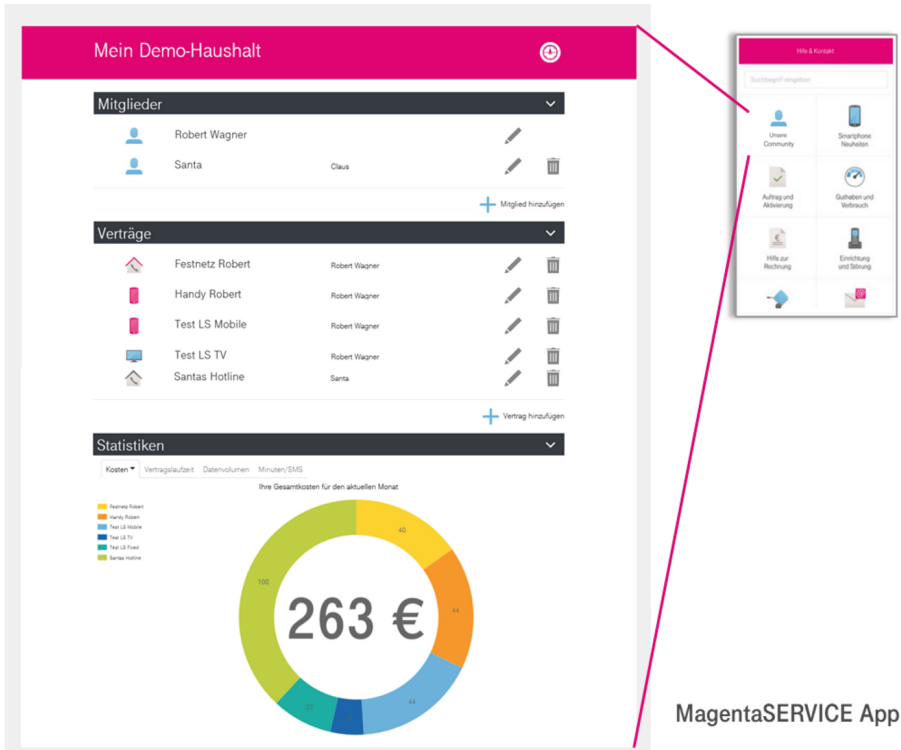 Mein Demo-Haushalt
Mitglieder
Robert Wagner
Santa Claus
Mitglied hinzufügen
Verträge
Festnetz Robert Robert Wagner
Handy Robert Robert Wagner
Test LS Mobile Robert Wagner
Test LS TV Robert Wagner
Santas Hotline Santa
Vertrag hinzufügen
Statistiken
Kosten Vertragslaufzeit Datenvolumen Minuten/SMS
Ihre Gesamtkosten für den aktuellen Monat
Festnetz Robert
Handy Robert
Test LS Mobile
Test LS TV
Test LS Fixed
Santas Hotline
40
100
263 €
44
44
27
Hilfe & Kontakt
Suchbegriff eingeben
Unsere
Community
Smartphone
Neuheiten
Auftrag und
Aktivierung
Guthaben und
Verbrauch
Hilfe zur
Rechnung
Einrichtung
und Störung
MagentaSERVICE App